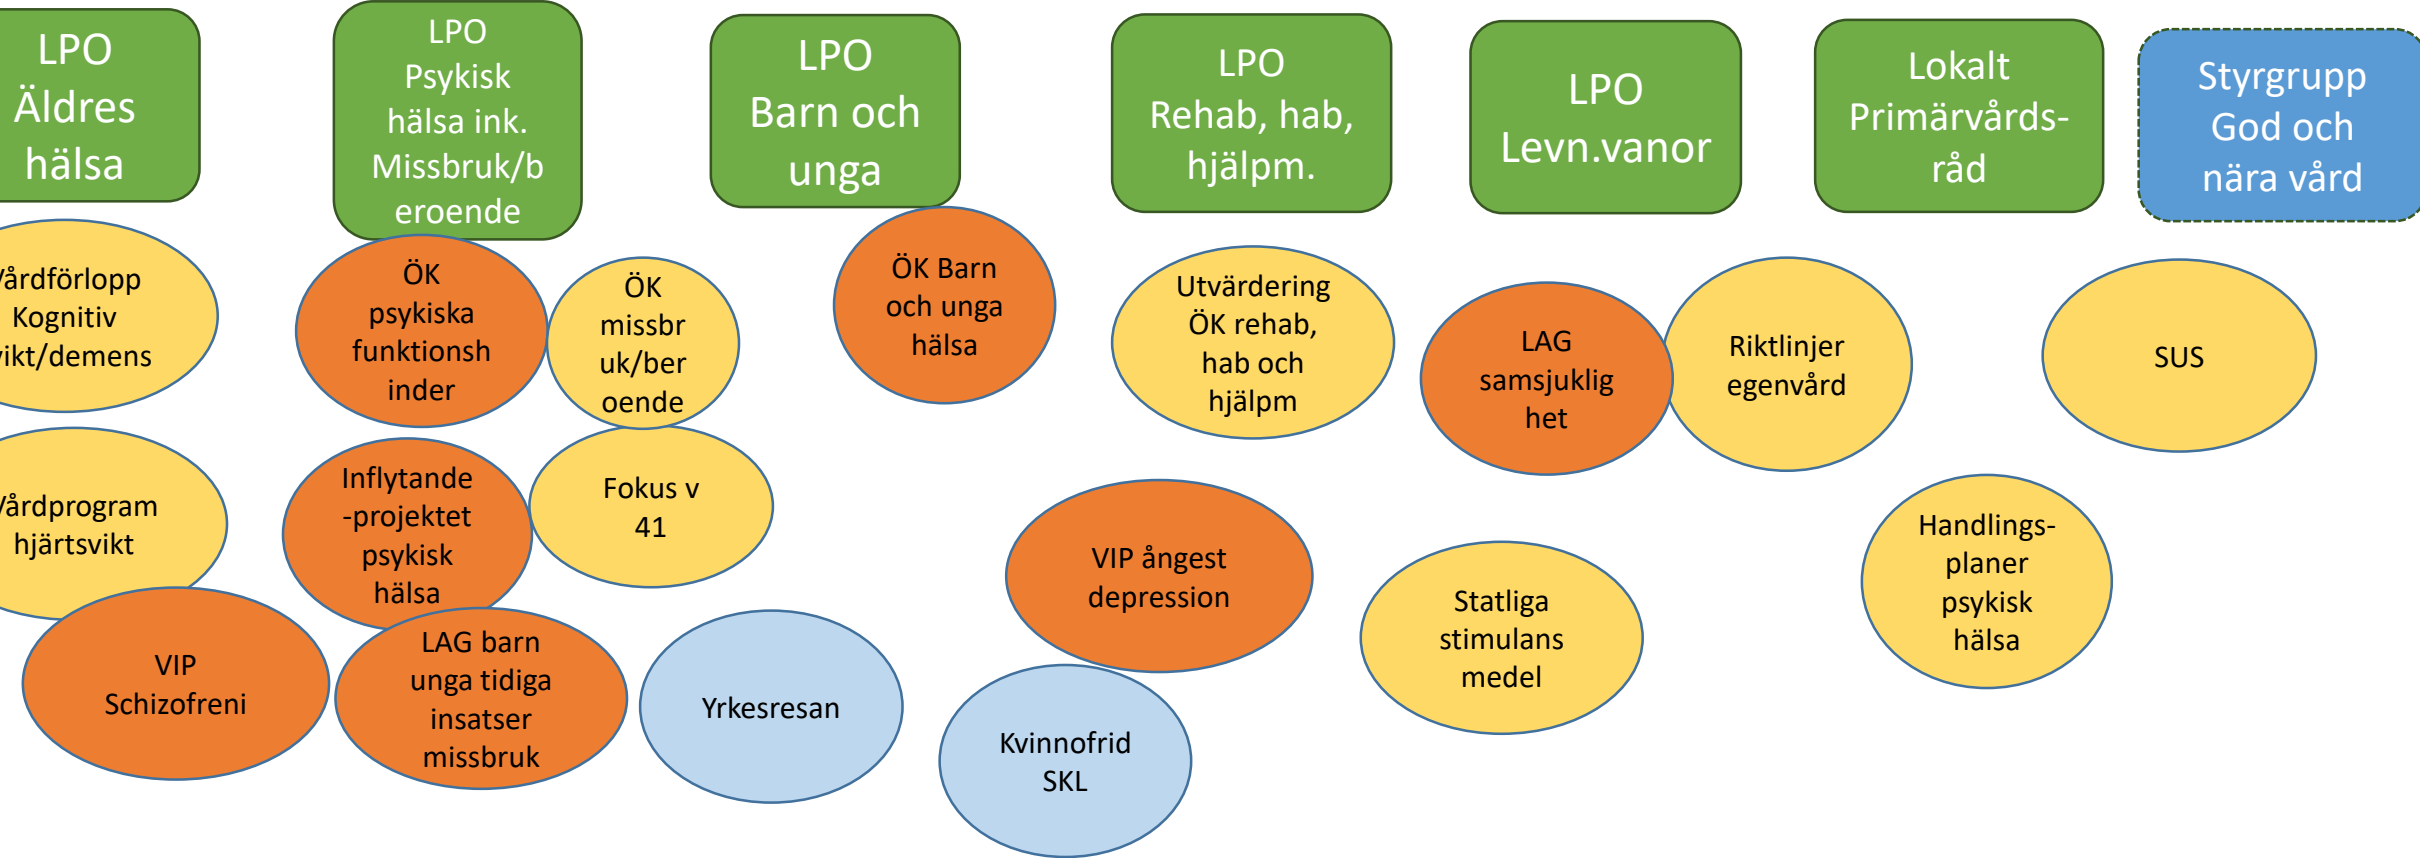 LPO
Äldres
hälsa
LPO
Psykisk
hälsa ink.
Missbruk/b
eroende
LPO
Barn och
unga
LPO
Rehab, hab,
hjälpm.
LPO
Levn.vanor
Lokalt
Primärvårds-
råd
Styrgrupp
God och
nära vård
årdförlopp
Kognitiv
vikt/demens
ÖK
psykiska
funktionsh
inder
ÖK
missbr
uk/ber
oende
ÖK Barn
och unga
hälsa
Utvärdering
ÖK rehab,
hab och
hjälpm
LAG
samsjuklig
het
Riktlinjer
egenvård
SUS
Vårdprogram
hjärtsvikt
Inflytande
-projektet
psykisk
hälsa
Fokus v
41
VIP ångest
depression
Statliga
stimulans
medel
Handlings-
planer
psykisk
hälsa
VIP
Schizofreni
LAG barn
unga tidiga
insatser
missbruk
Yrkesresan
Kvinnofrid
SKL